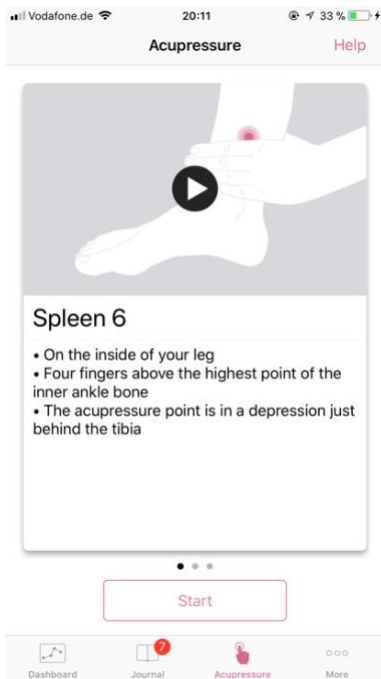 Vodafone.de
20:11
33 %
Acupressure
Help
Spleen 6
• On the inside of your leg
• Four fingers above the highest point of the
inner ankle bone
• The acupressure point is in a depression just
behind the tibia
Start
7
Dashboard
Journal
Acupressure
More